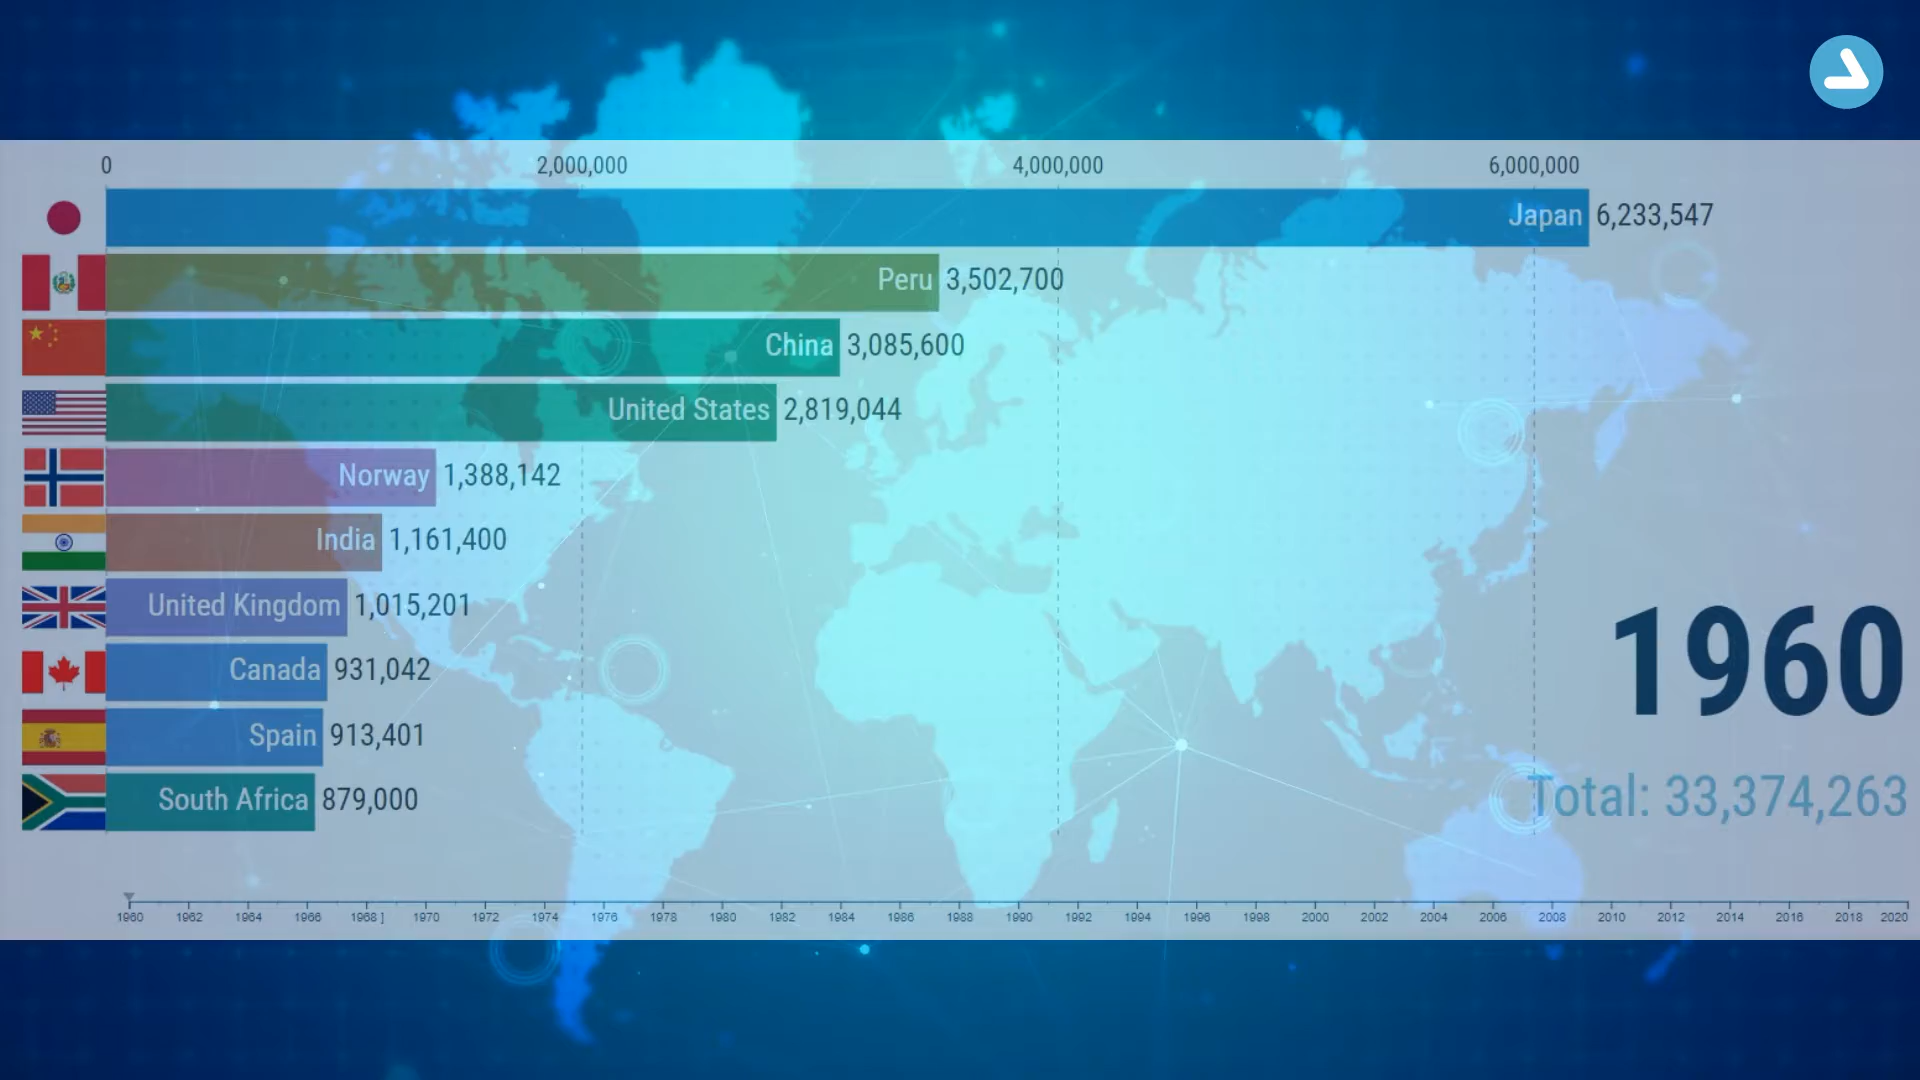 0 2,000,000 4,000,000 6,000,000
Japan 6,233,547
Peru 3,502,700
China 3,085,600
United States 2,819,044
Norway 1,388,142
India 1,161,400
United Kingdom 1,015,201
Canada 931,042
Spain 913,401
South Africa 879,000
1960
Total: 33,374,263
1960 1962 1964 1966 1968 ] 1970 1972 1974 1976 1978 1980 1982 1984 1986 1988 1990 1992 1994 1996 1998 2000 2002 2004 2006 2008 2010 2012 2014 2016 2018 2020